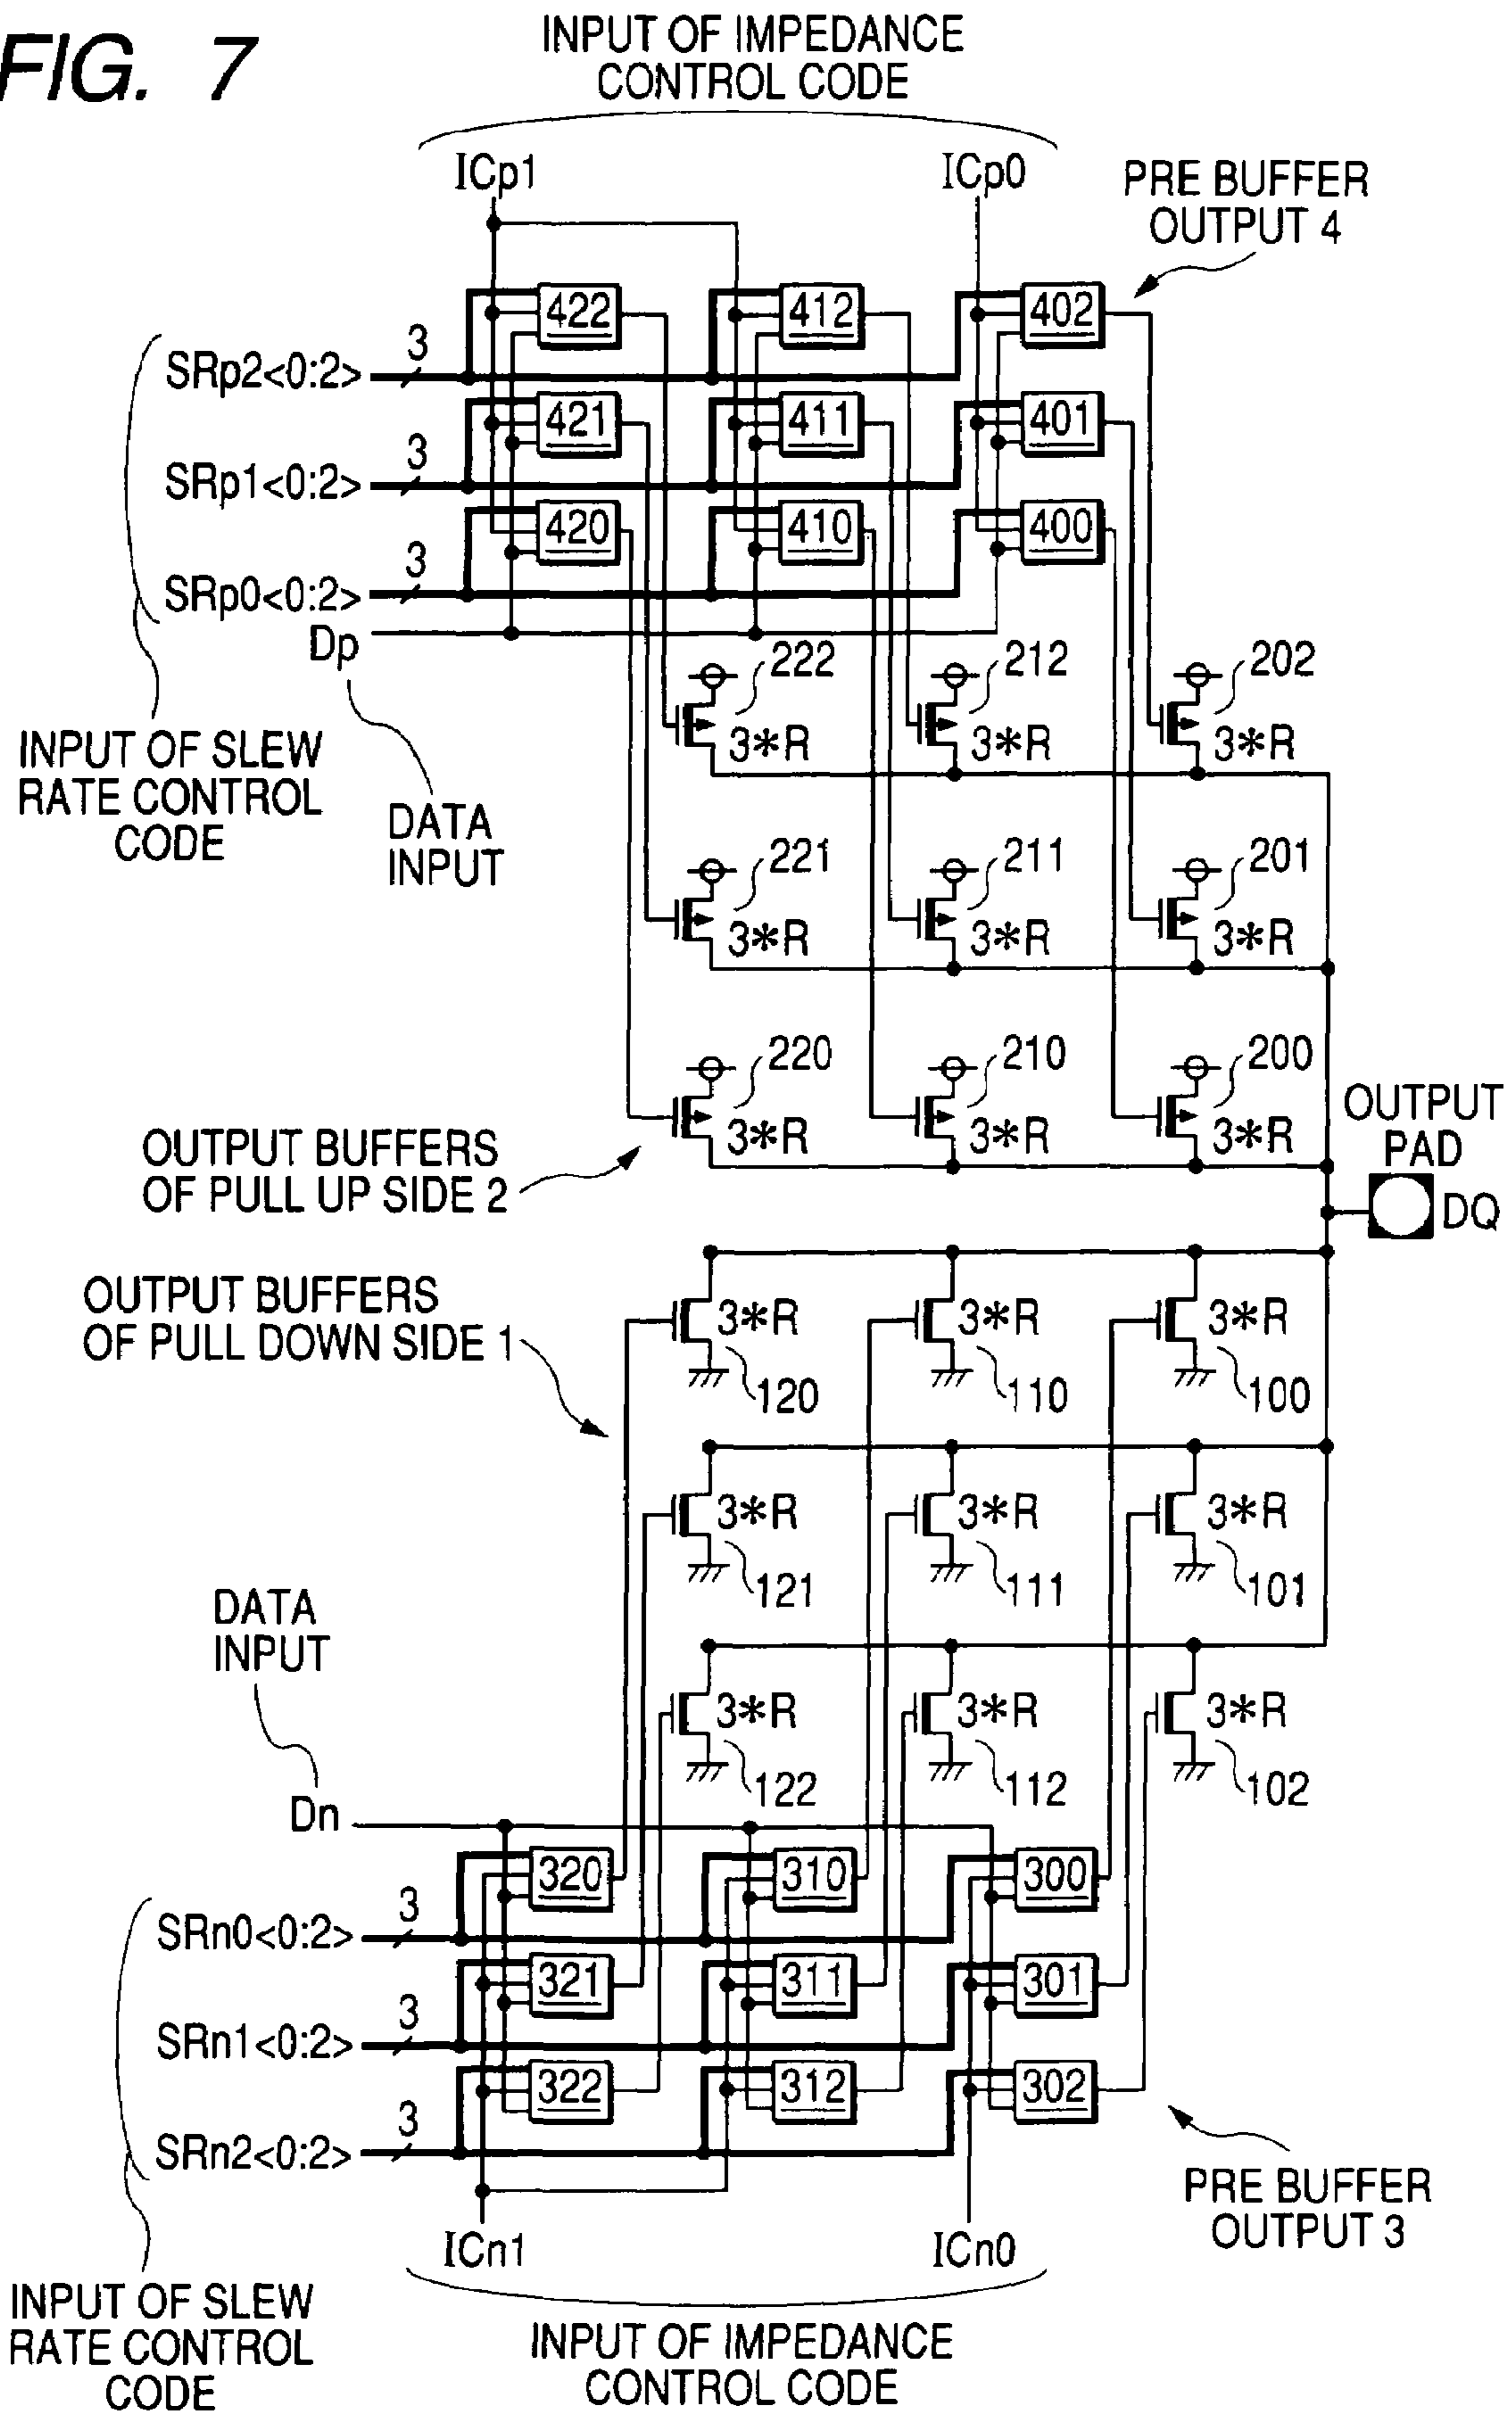 FIG. 7
INPUT OF IMPEDANCE
CONTROL CODE
ICp1
ICp0
PRE BUFFER
OUTPUT 4
422
412
402
SRp2<0:2>
3
421
411
401
SRp1<0:2>
3
420
410
400
SRp0<0:2>
3
Dp
INPUT OF SLEW
RATE CONTROL
CODE
DATA
INPUT
222
212
202
3*R
3*R
3*R
221
211
201
3*R
3*R
3*R
220
210
200
3*R
3*R
3*R
OUTPUT
PAD
DQ
OUTPUT BUFFERS
OF PULL UP SIDE 2
OUTPUT BUFFERS
OF PULL DOWN SIDE 1
3*R
3*R
3*R
120
110
100
3*R
3*R
3*R
121
111
101
3*R
3*R
3*R
122
112
102
DATA
INPUT
Dn
320
310
300
SRn0<0:2>
3
321
311
301
SRn1<0:2>
3
322
312
302
SRn2<0:2>
3
ICn1
ICn0
PRE BUFFER
OUTPUT 3
INPUT OF SLEW
RATE CONTROL
CODE
INPUT OF IMPEDANCE
CONTROL CODE